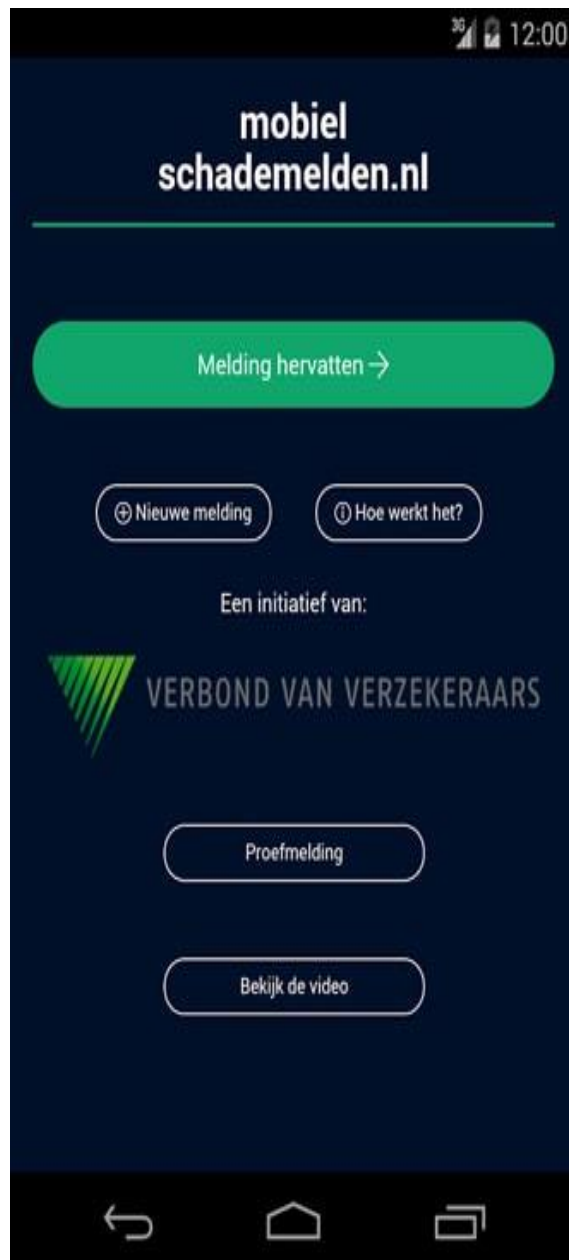 3G 12:00
mobiel
schademelden.nl
Melding hervatten →
Nieuwe melding
Hoe werkt het?
Een initiatief van:
VERBOND VAN VERZEKERAARS
Proefmelding
Bekijk de video